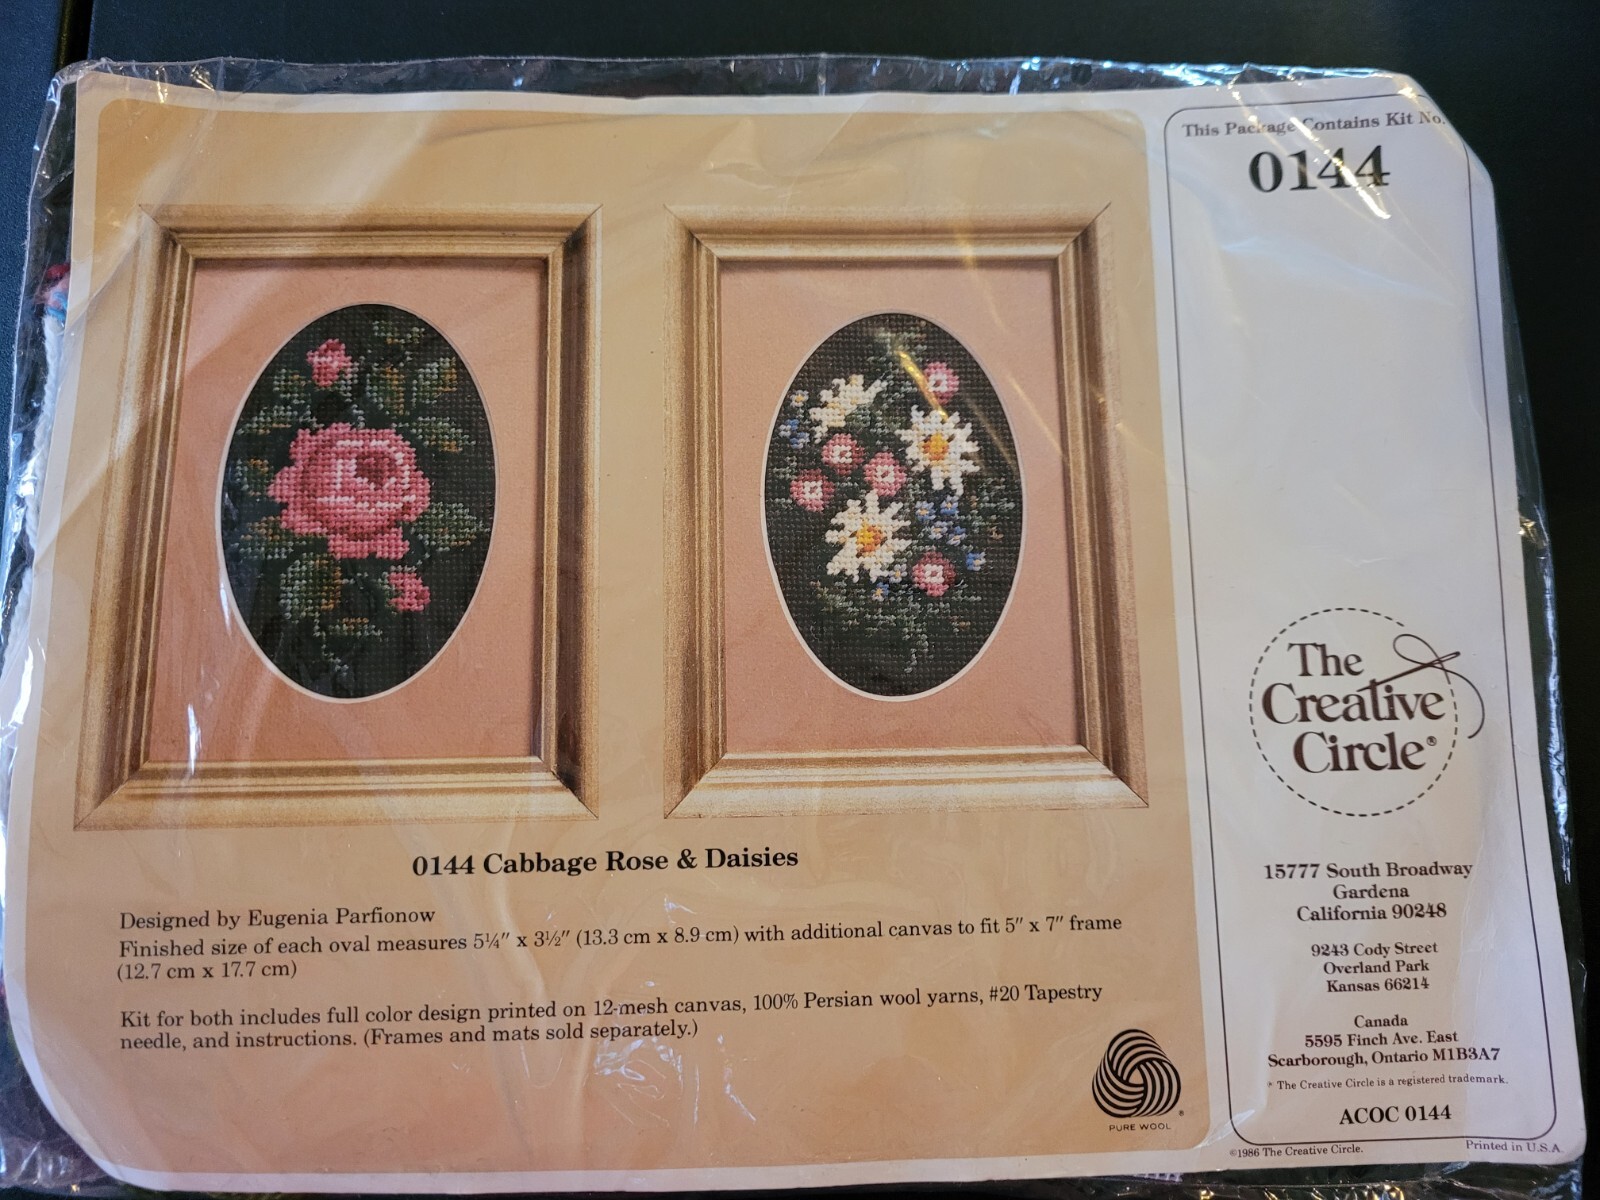 This Package Contains Kit No.
0144
0144 Cabbage Rose & Daisies
Designed by Eugenia Parfionow
Finished size of each oval measures 5¼" x 3½" (13.3 cm x 8.9 cm) with additional canvas to fit 5" x 7" frame
(12.7 cm x 17.7 cm)
Kit for both includes full color design printed on 12-mesh canvas, 100% Persian wool yarns, #20 Tapestry
needle, and instructions. (Frames and mats sold separately.)
PURE WOOL
®
The
Creative
Circle®
15777 South Broadway
Gardena
California 90248
9243 Cody Street
Overland Park
Kansas 66214
Canada
5595 Finch Ave. East
Scarborough, Ontario M1B3A7
® The Creative Circle is a registered trademark.
ACOC 0144
©1986 The Creative Circle.
Printed in U.S.A.